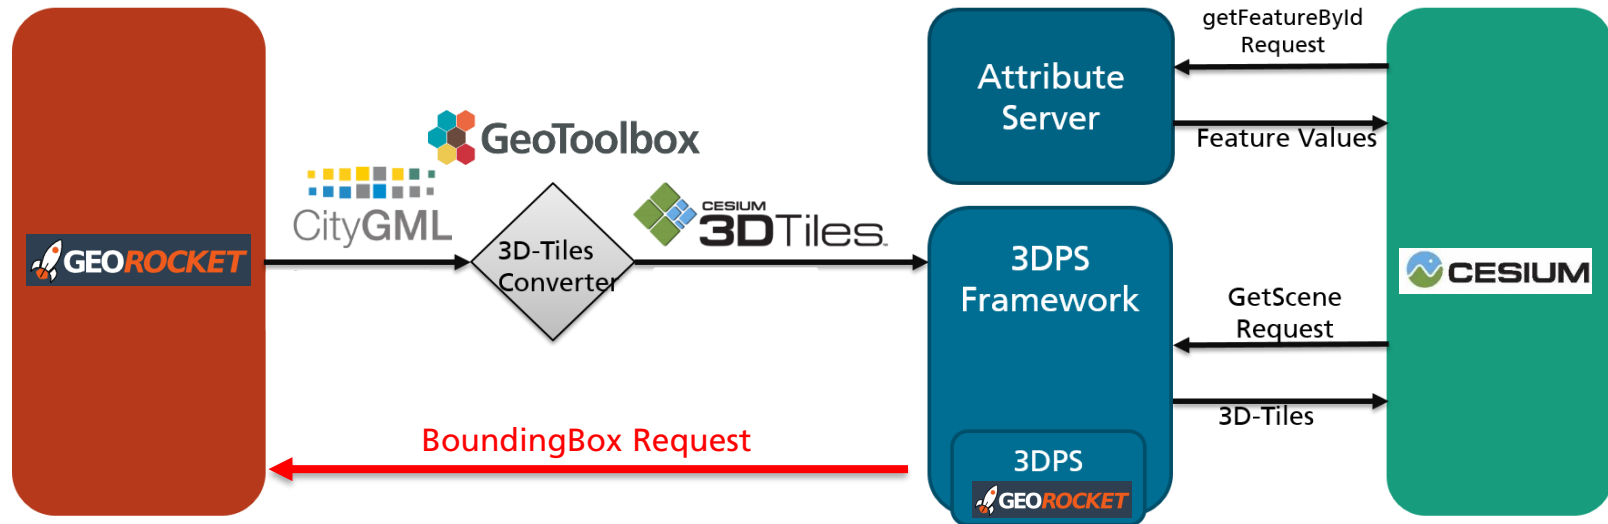 GEOROCKET
GeoToolbox
CityGML
3D-Tiles
Converter
CESIUM
3DTiles
BoundingBox Request
Attribute
Server
3DPS
Framework
3DPS
GEOROCKET
getFeatureById
Request
Feature Values
GetScene
Request
3D-Tiles
CESIUM